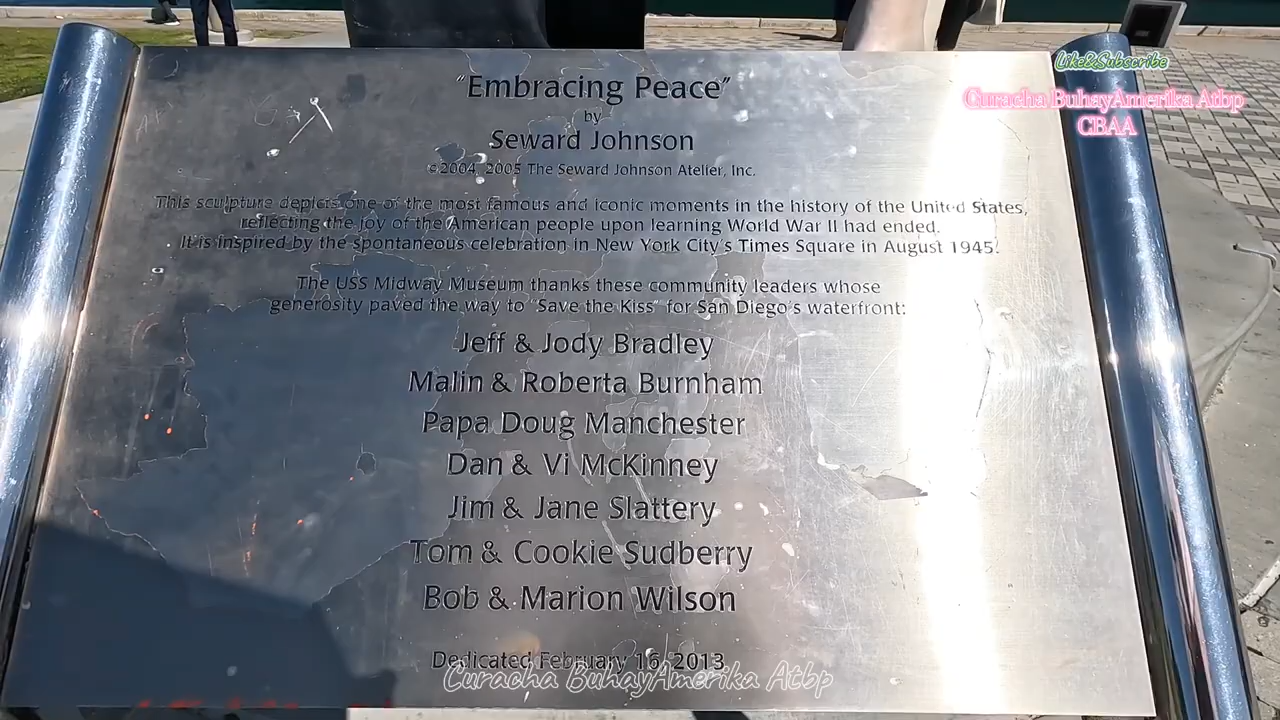 "Embracing Peace"
by
Seward Johnson
©2004, 2005 The Seward Johnson Atelier, Inc.
This sculpture depicts one of the most famous and iconic moments in the history of the United States,
reflecting the joy of the American people upon learning World War II had ended.
It is inspired by the spontaneous celebration in New York City's Times Square in August 1945.
The USS Midway Museum thanks these community leaders whose
generosity paved the way to "Save the Kiss" for San Diego's waterfront:
Jeff & Jody Bradley
Malin & Roberta Burnham
Papa Doug Manchester
Dan & Vi McKinney
Jim & Jane Slattery
Tom & Cookie Sudberry
Bob & Marion Wilson
Dedicated February 16, 2013
Like&Subscribe
Curacha BuhayAmerika Atbp
CBAA
Curacha BuhayAmerika Atbp